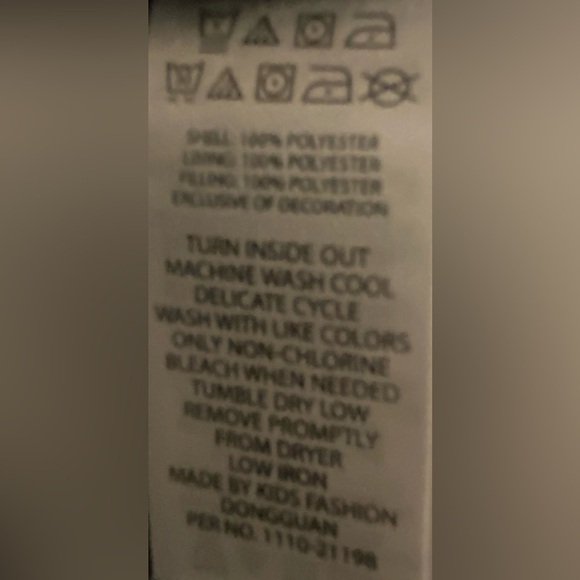 SHELL: 100% POLYESTER
LINING: 100% POLYESTER
FILLING: 100% POLYESTER
EXCLUSIVE OF DECORATION
TURN INSIDE OUT
MACHINE WASH COOL
DELICATE CYCLE
WASH WITH LIKE COLORS
ONLY NON-CHLORINE
BLEACH WHEN NEEDED
TUMBLE DRY LOW
REMOVE PROMPTLY
FROM DRYER
LOW IRON
MADE BY KIDS FASHION
DONGGUAN
PER NO. 1110-21198